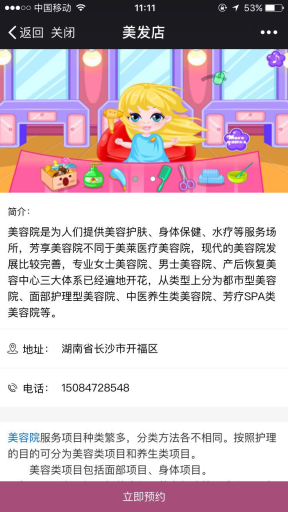 中国移动 11:11 53%
返回 关闭 美发店
简介:
美容院是为人们提供美容护肤、身体保健、水疗等服务场
所，芳享美容院不同于美莱医疗美容院，现代的美容院发
展比较完善，专业女士美容院、男士美容院、产后恢复美
容中心三大体系已经遍地开花，从类型上分为都市型美容
院、面部护理型美容院、中医养生类美容院、芳疗SPA类
美容院等。
地址： 湖南省长沙市开福区
电话： 15084728548
美容院服务项目种类繁多，分类方法各不相同。按照护理
的目的可分为美容类项目和养生类项目。
美容类项目包括面部项目、身体项目。
立即预约